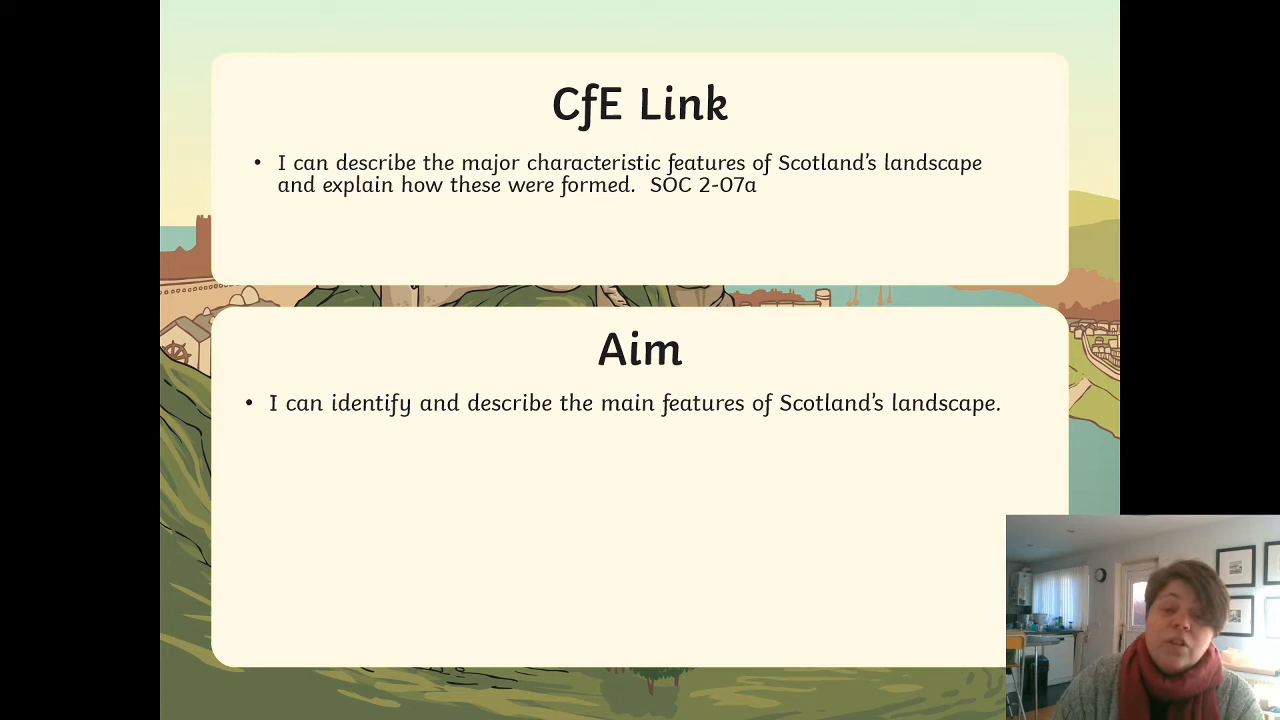 CfE Link
• I can describe the major characteristic features of Scotland's landscape
and explain how these were formed.  SOC 2-07a
Aim
• I can identify and describe the main features of Scotland's landscape.